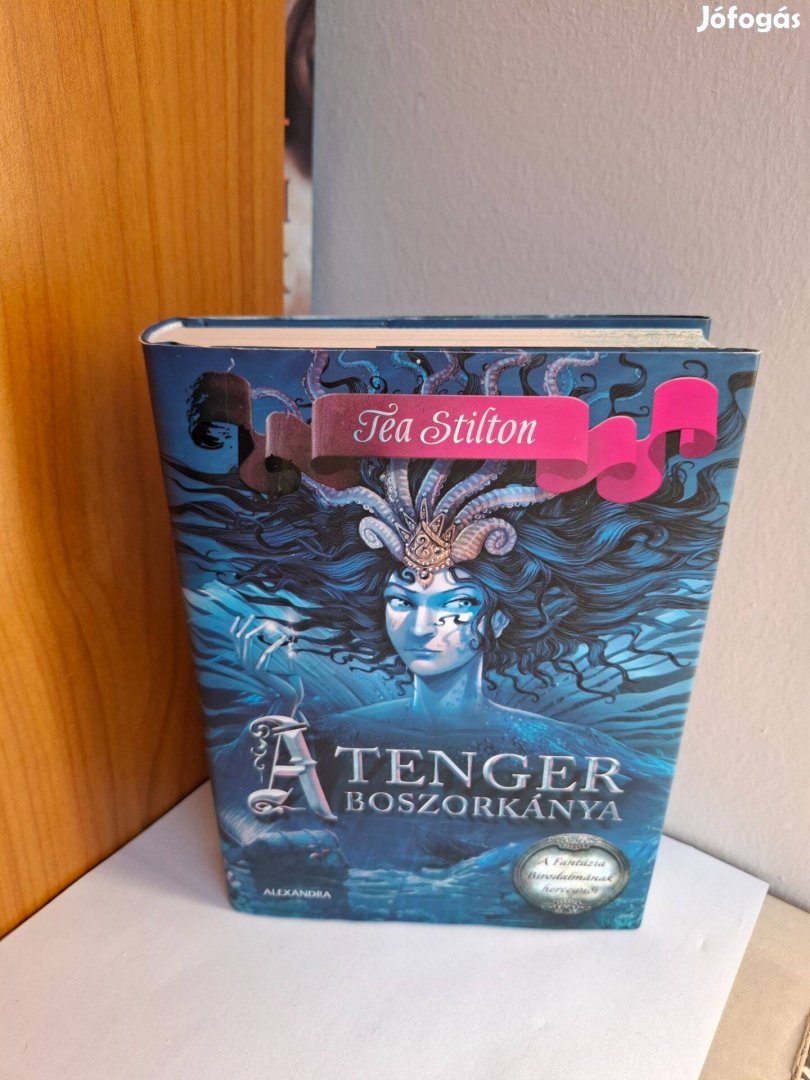 Jófogás
Tea Stilton
A TENGER
BOSZORKÁNYA
A Fantázia
Birodalmának
hercegnői
ALEXANDRA